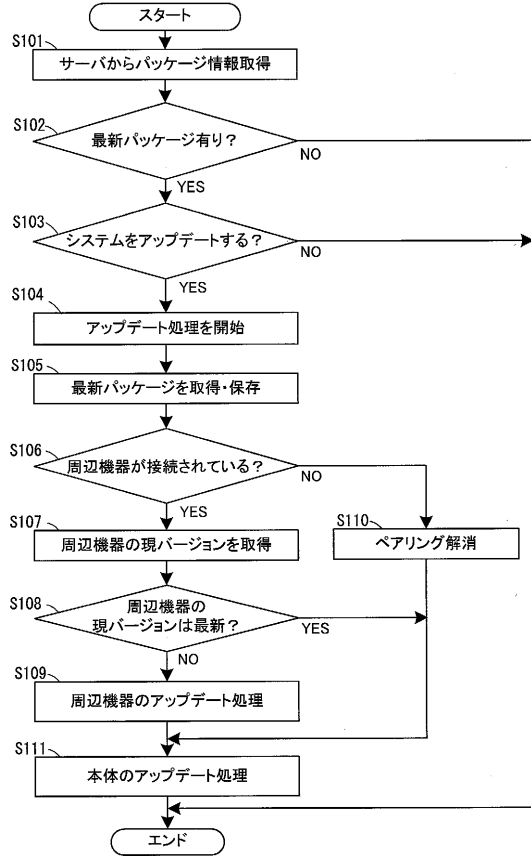 スタート
S101
サーバからパッケージ情報取得
S102
最新パッケージ有り?
NO
YES
S103
システムをアップデートする?
NO
YES
S104
アップデート処理を開始
S105
最新パッケージを取得・保存
S106
周辺機器が接続されている?
NO
YES
S107
周辺機器の現バージョンを取得
S110
ペアリング解消
S108
周辺機器の
現バージョンは最新?
YES
NO
S109
周辺機器のアップデート処理
S111
本体のアップデート処理
エンド